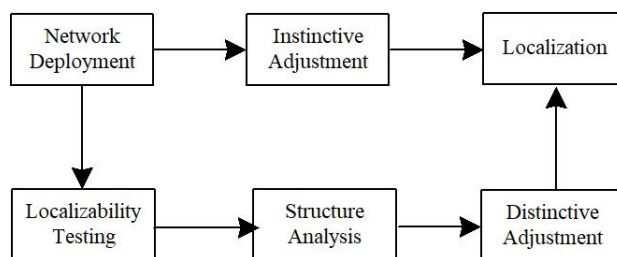 Network
Deployment
Instinctive
Adjustment
Localization
Localizability
Testing
Structure
Analysis
Distinctive
Adjustment